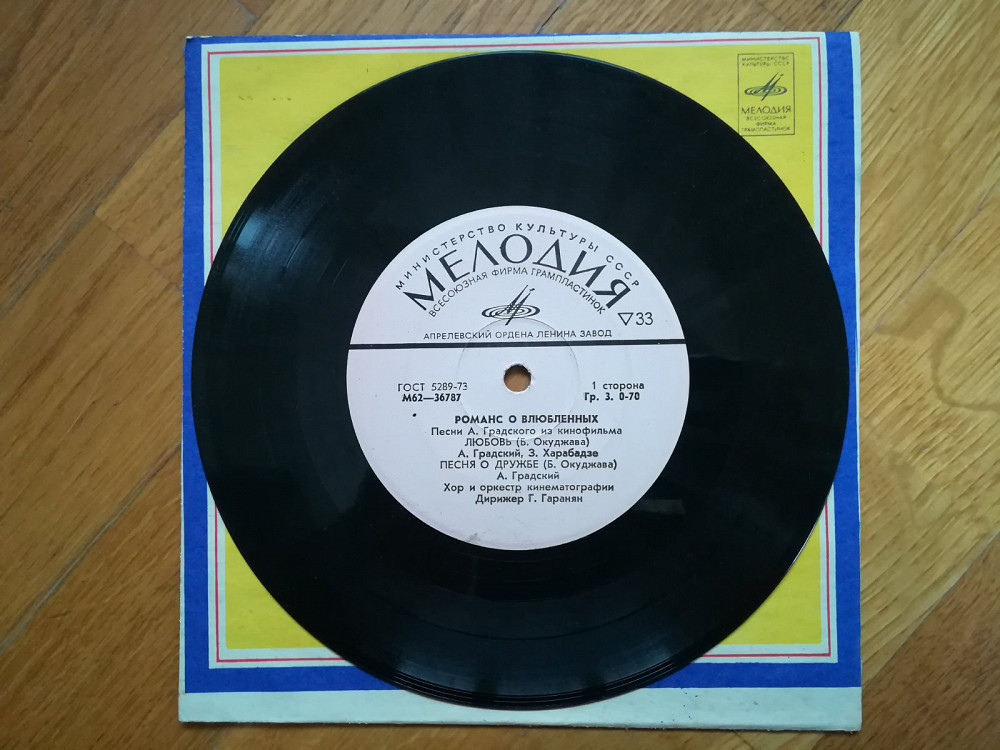 МИНИСТЕРСТВО
КУЛЬТУРЫ СССР
МЕЛОДИЯ
ВСЕСОЮЗНАЯ
ФИРМА
ГРАМПЛАСТИНОК
МИНИСТЕРСТВО КУЛЬТУРЫ СССР
МЕЛОДИЯ
ВСЕСОЮЗНАЯ ФИРМА ГРАМПЛАСТИНОК
33
АПРЕЛЕВСКИЙ ОРДЕНА ЛЕНИНА ЗАВОД
ГОСТ 5289-73 1 сторона
М62—36787 Гр. 3. 0-70
РОМАНС О ВЛЮБЛЕННЫХ
Песни А. Градского из кинофильма
ЛЮБОВЬ (Б. Окуджава)
А. Градский, З. Харабадзе
ПЕСНЯ О ДРУЖБЕ (Б. Окуджава)
А. Градский
Хор и оркестр кинематографии
Дирижер Г. Гаранян